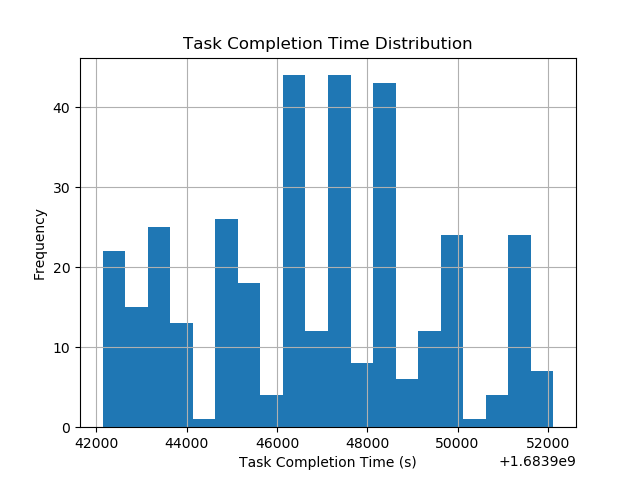 Task Completion Time Distribution
Frequency
40
30
20
10
0
42000 44000 46000 48000 50000 52000
Task Completion Time (s)
+1.6839e9